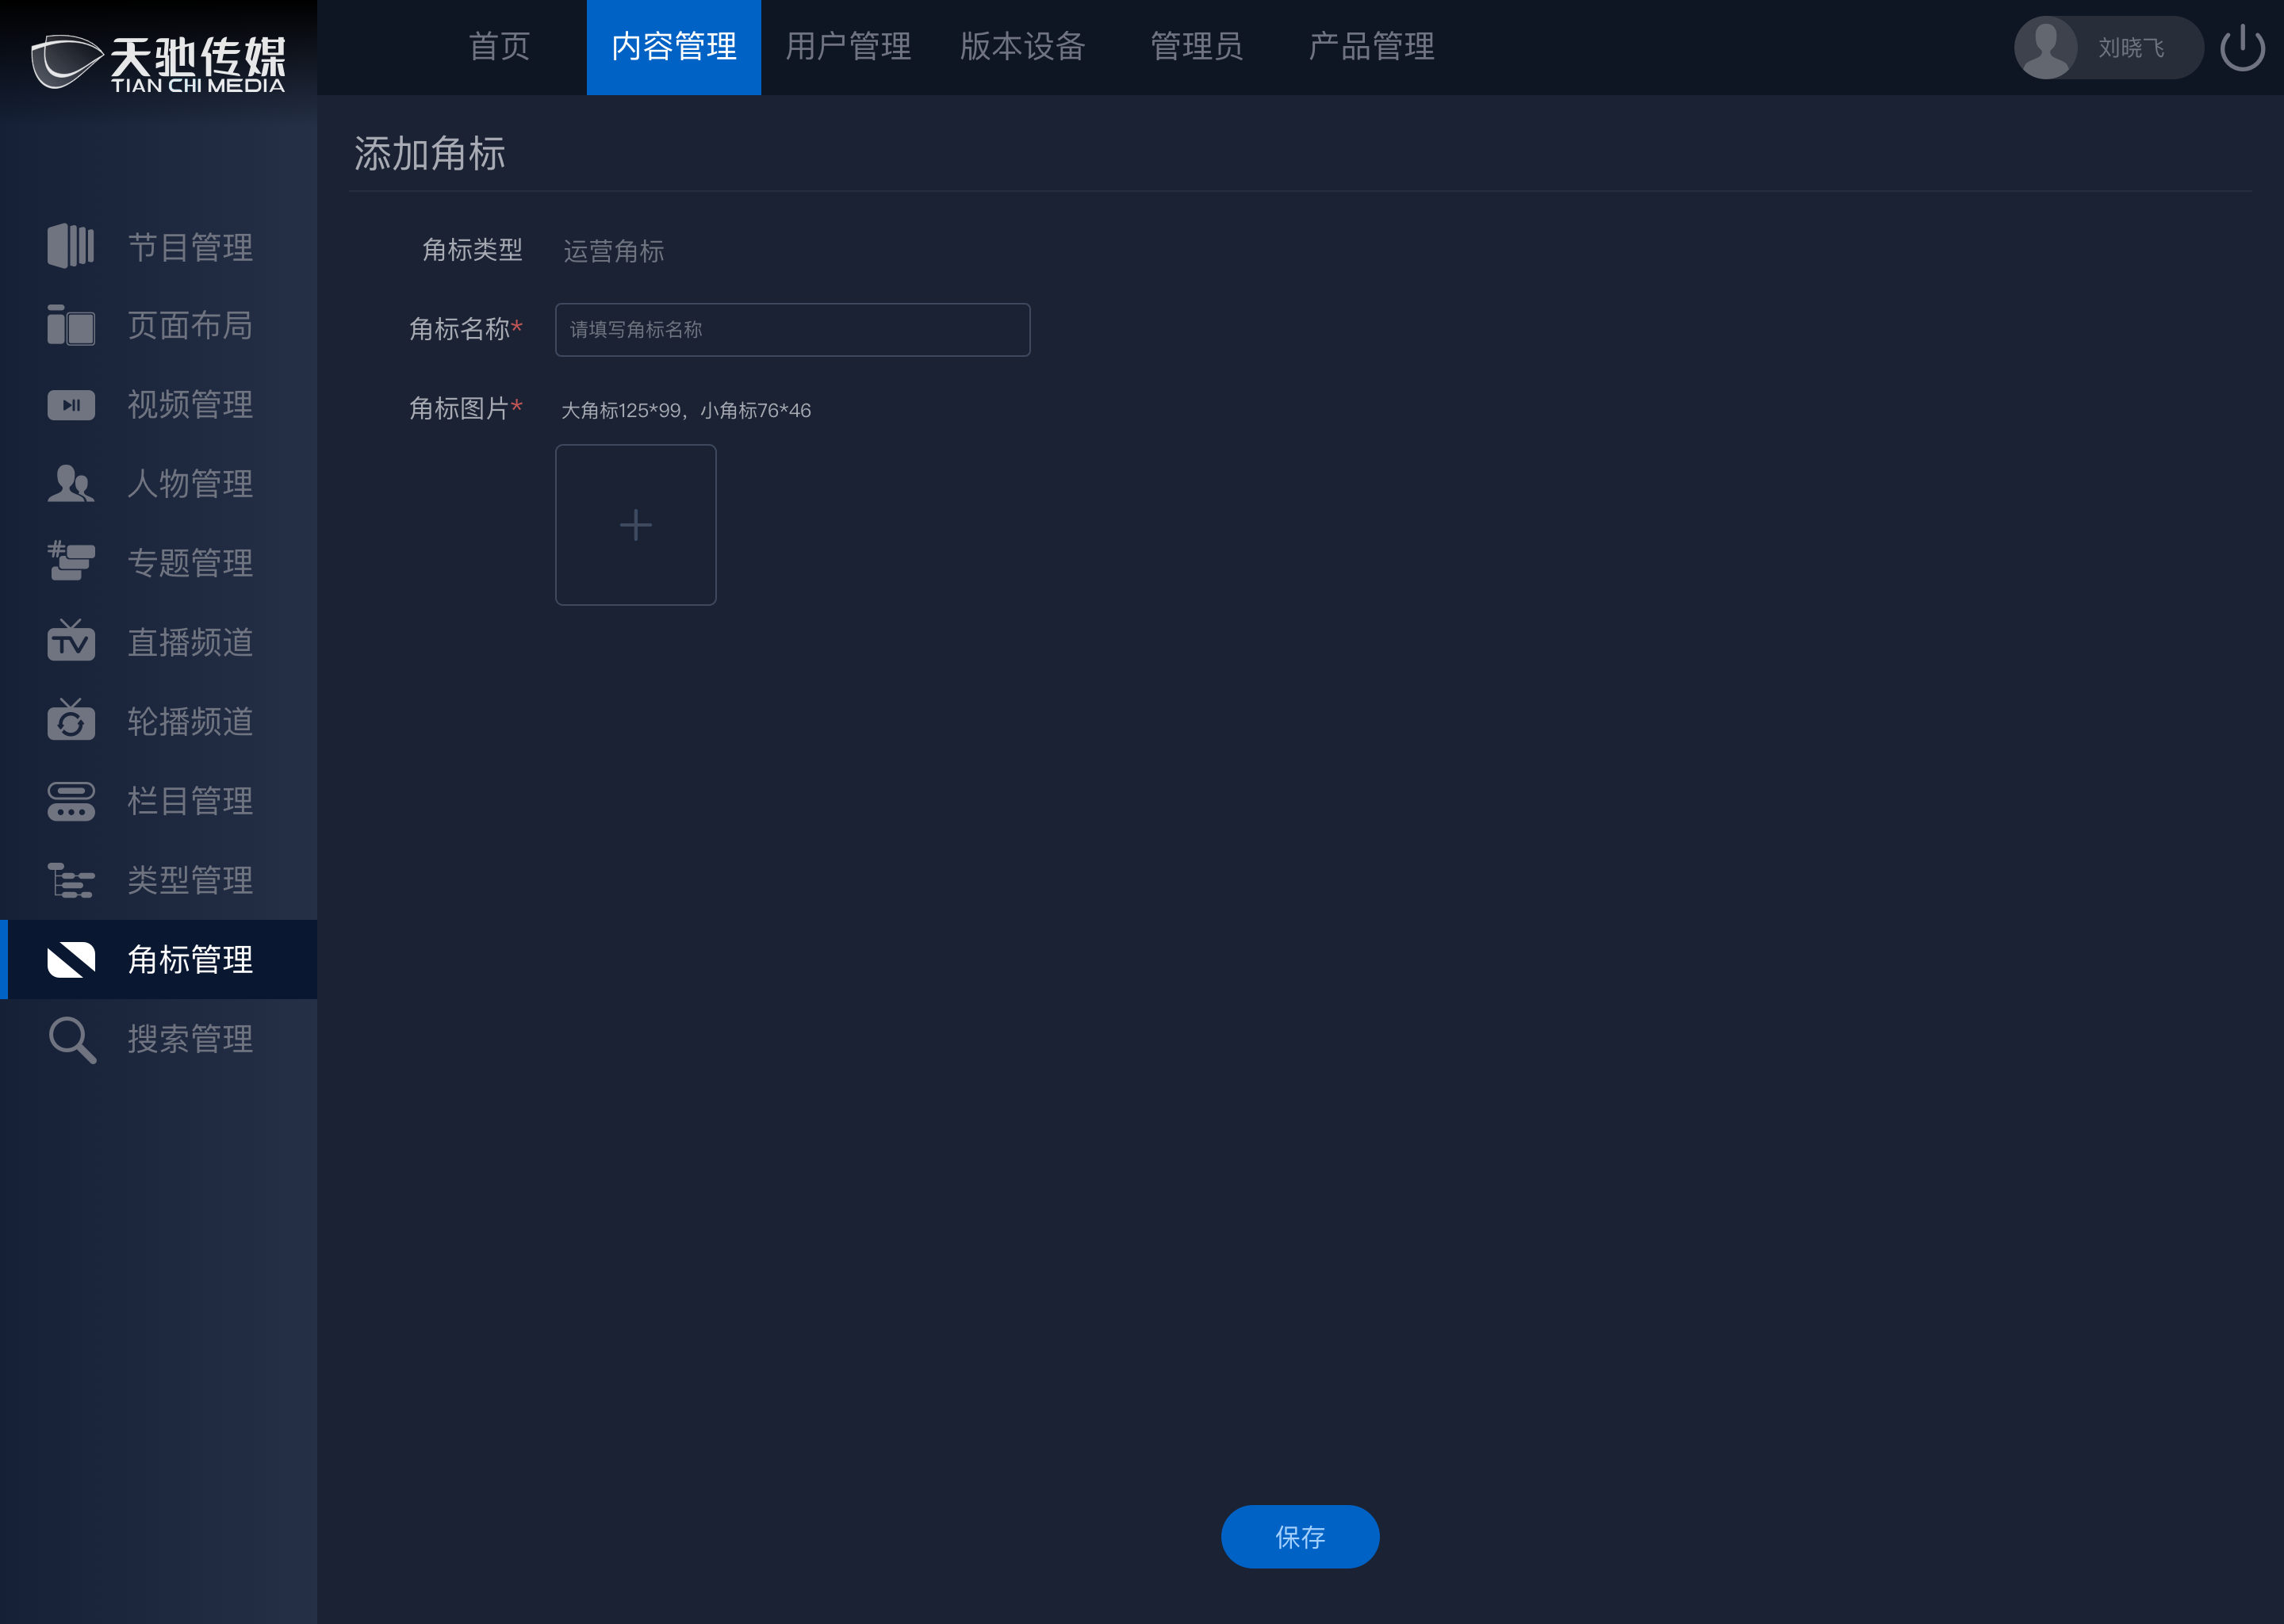 天驰传媒
TIAN CHI MEDIA
首页 内容管理 用户管理 版本设备 管理员 产品管理
刘晓飞
节目管理
页面布局
视频管理
人物管理
专题管理
直播频道
轮播频道
栏目管理
类型管理
角标管理
搜索管理
添加角标
角标类型 运营角标
角标名称* 请填写角标名称
角标图片* 大角标125*99，小角标76*46
保存